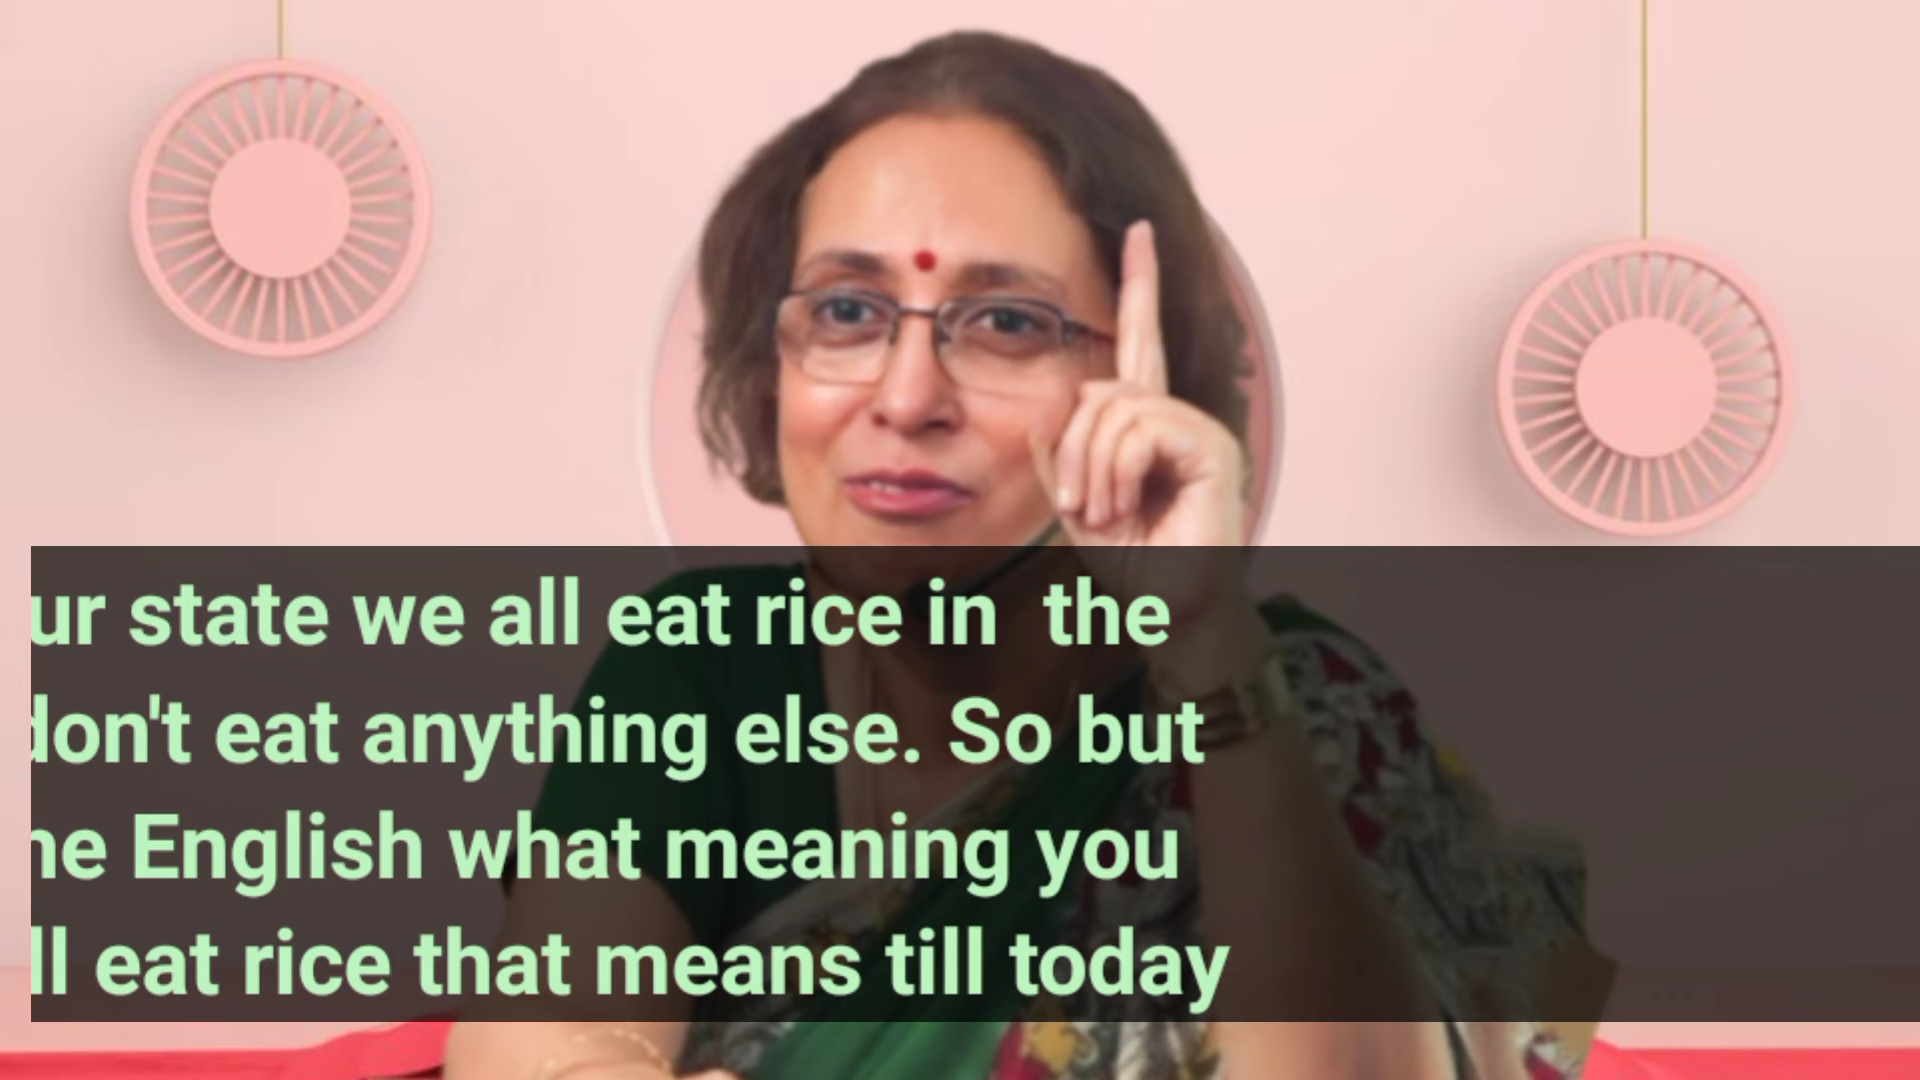 ur state we all eat rice in  the
don't eat anything else. So but
he English what meaning you
ll eat rice that means till today